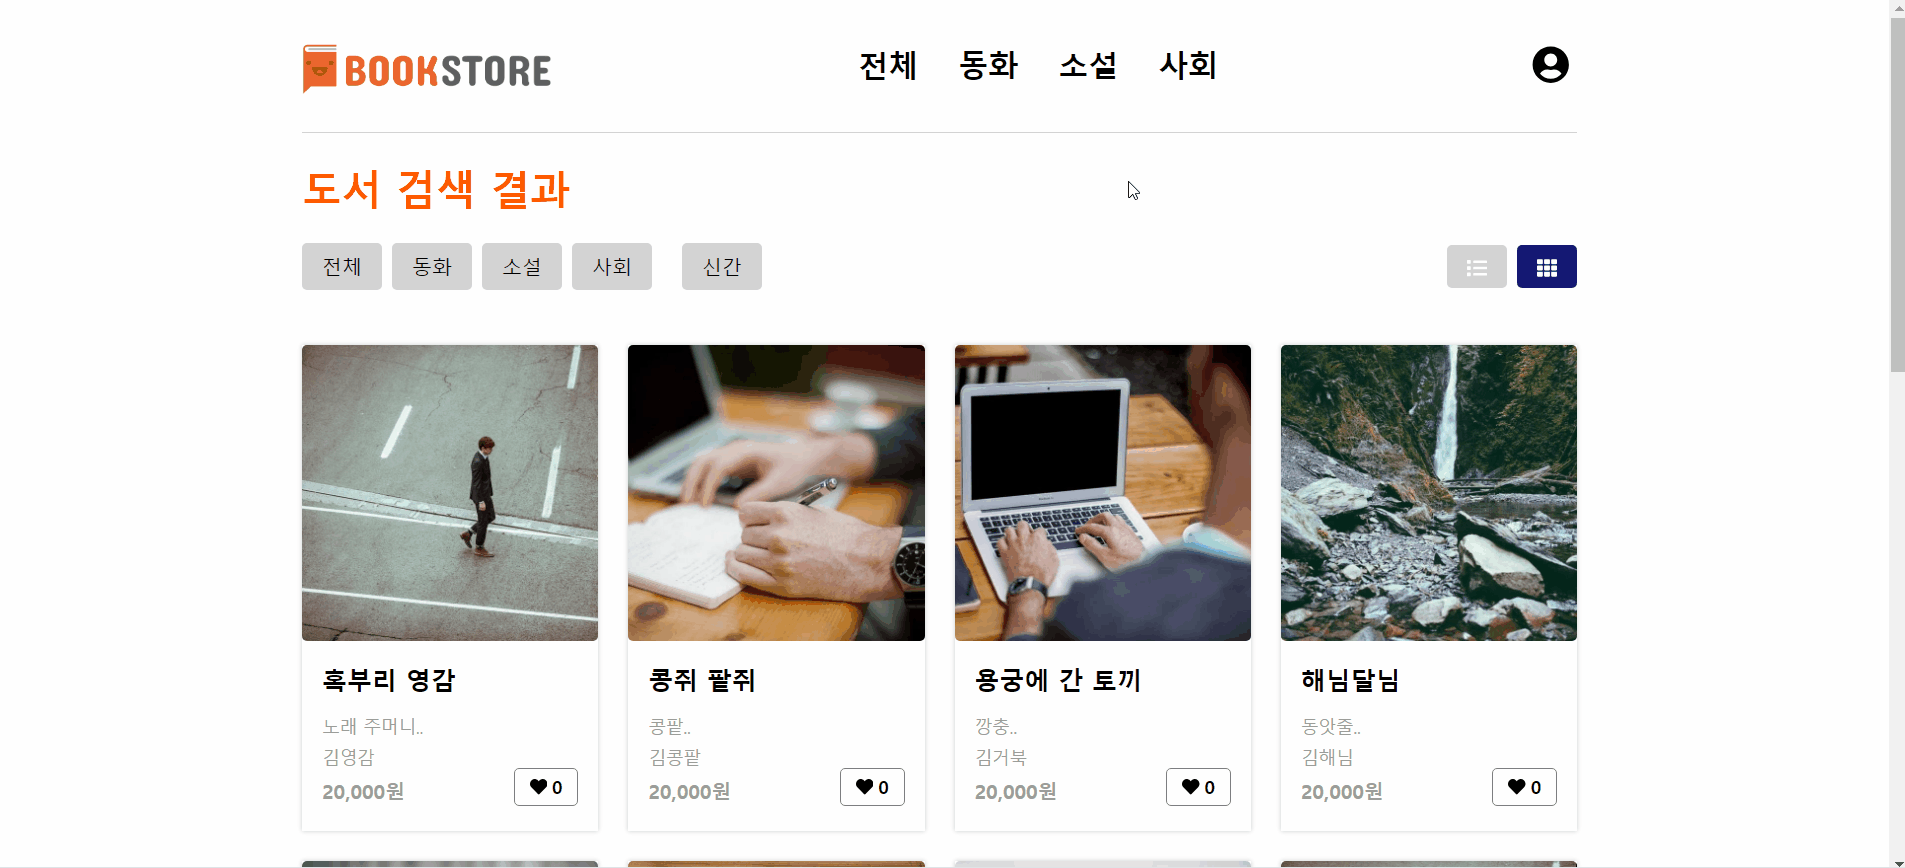 BOOKSTORE
전체 동화 소설 사회
도서 검색 결과
전체 동화 소설 사회 신간
혹부리 영감
노래 주머니..
김영감
20,000원
0
콩쥐 팥쥐
콩팥..
김콩팥
20,000원
0
용궁에 간 토끼
깡충..
김거북
20,000원
0
해님달님
동앗줄..
김해님
20,000원
0